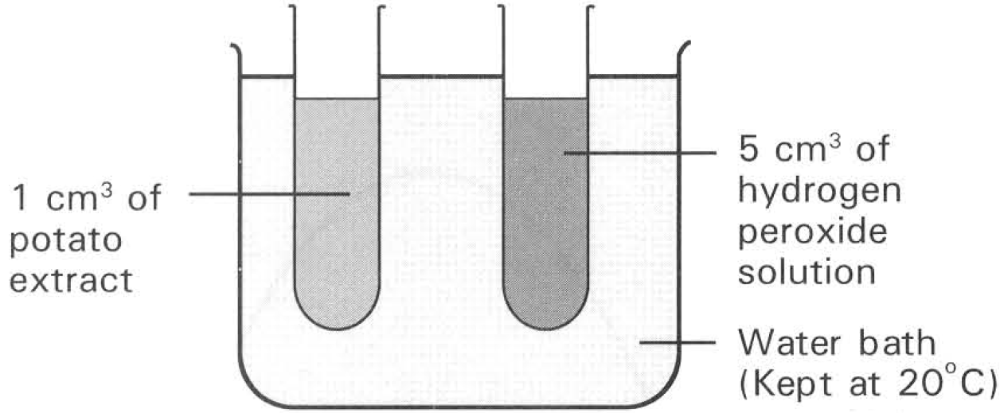 1 cm³ of
potato
extract
5 cm³ of
hydrogen
peroxide
solution
Water bath
(Kept at 20°C)